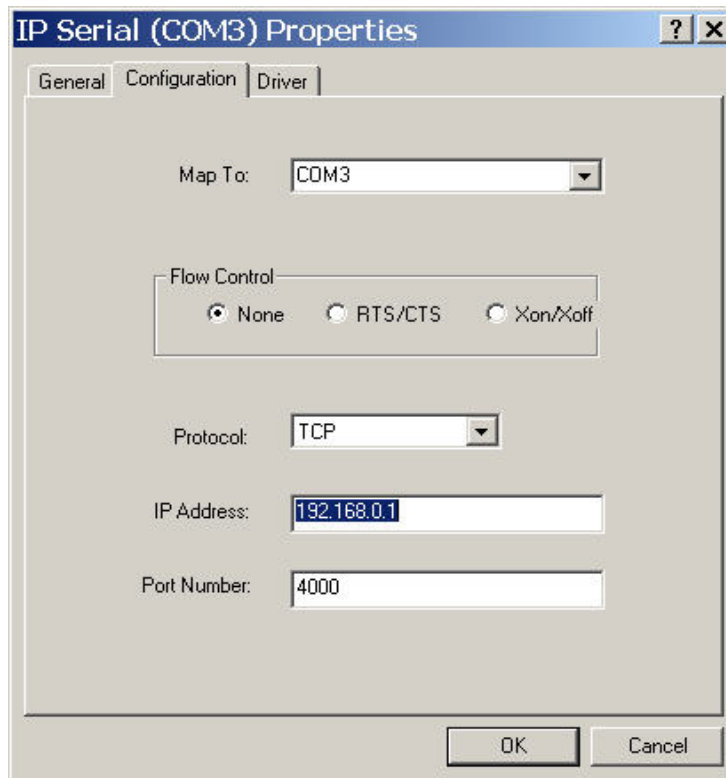 IP Serial (COM3) Properties
General Configuration Driver
Map To: COM3
Flow Control
None RTS/CTS Xon/Xoff
Protocol: TCP
IP Address: 192.168.0.1
Port Number: 4000
OK Cancel